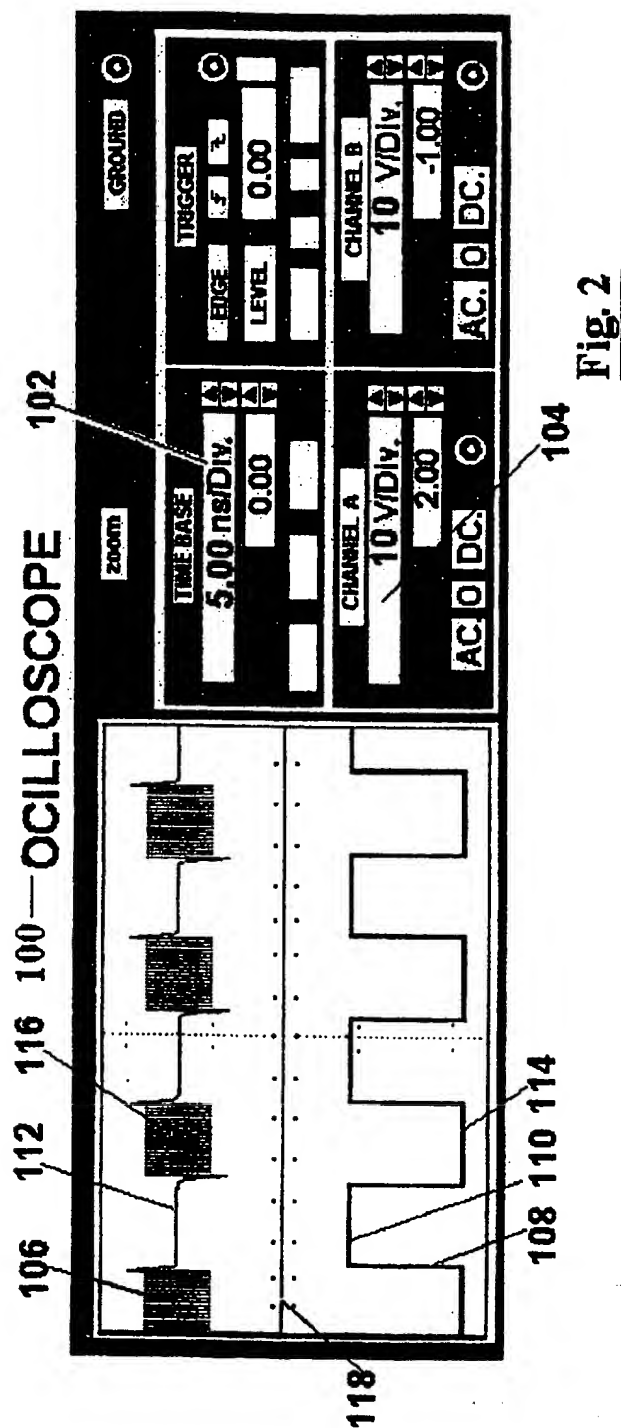 106 112 116 100—OCILLOSCOPE 102
zoom
GROUND
TIME BASE
5.00 ns/Div.
0.00
TRIGGER
EDGE
LEVEL 0.00
CHANNEL A
10 V/Div.
2.00
AC. O DC.
CHANNEL B
10 V/Div.
-1.00
AC. O DC.
118
108 110 114
104
Fig. 2